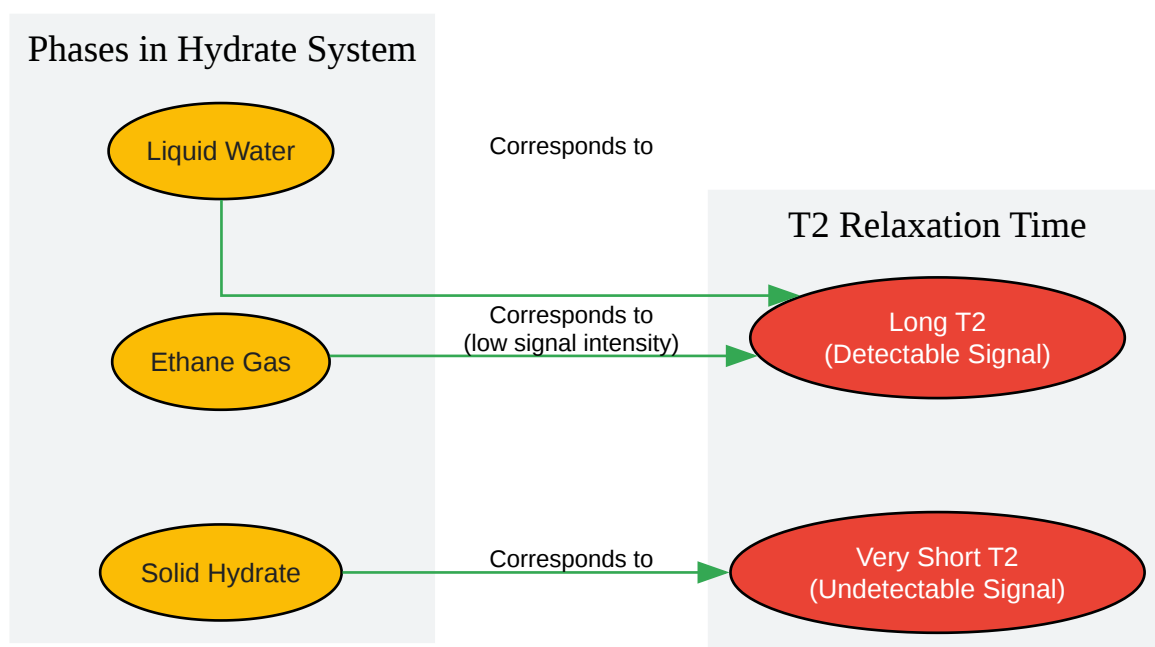 Phases in Hydrate System
Liquid Water
Corresponds to
T2 Relaxation Time
Corresponds to
(low signal intensity)
Long T2
(Detectable Signal)
Ethane Gas
Solid Hydrate
Corresponds to
Very Short T2
(Undetectable Signal)